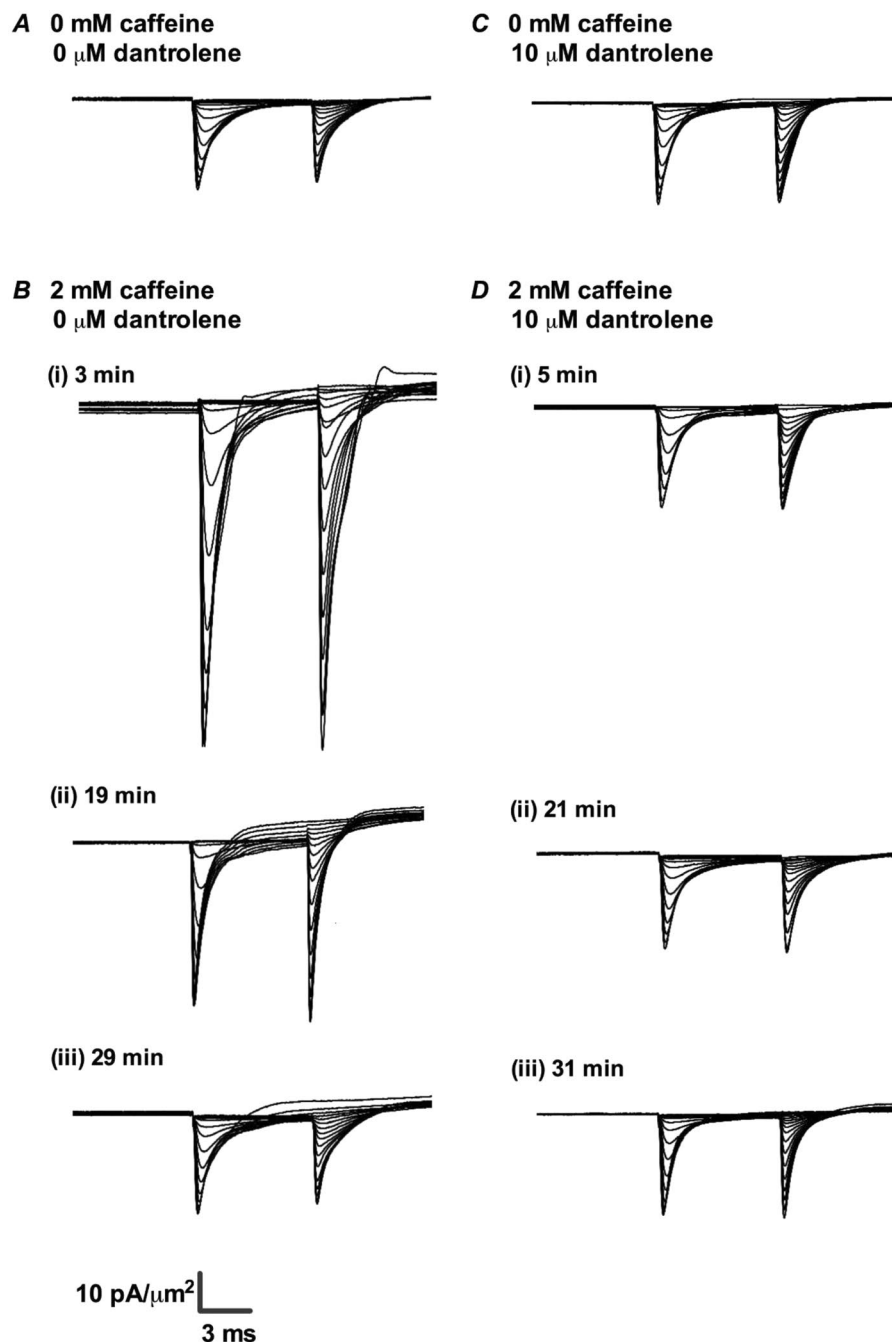 A 0 mM caffeine
0 μM dantrolene
C 0 mM caffeine
10 μM dantrolene
B 2 mM caffeine
0 μM dantrolene
(i) 3 min
(ii) 19 min
(iii) 29 min
D 2 mM caffeine
10 μM dantrolene
(i) 5 min
(ii) 21 min
(iii) 31 min
10 pA/μm²
3 ms